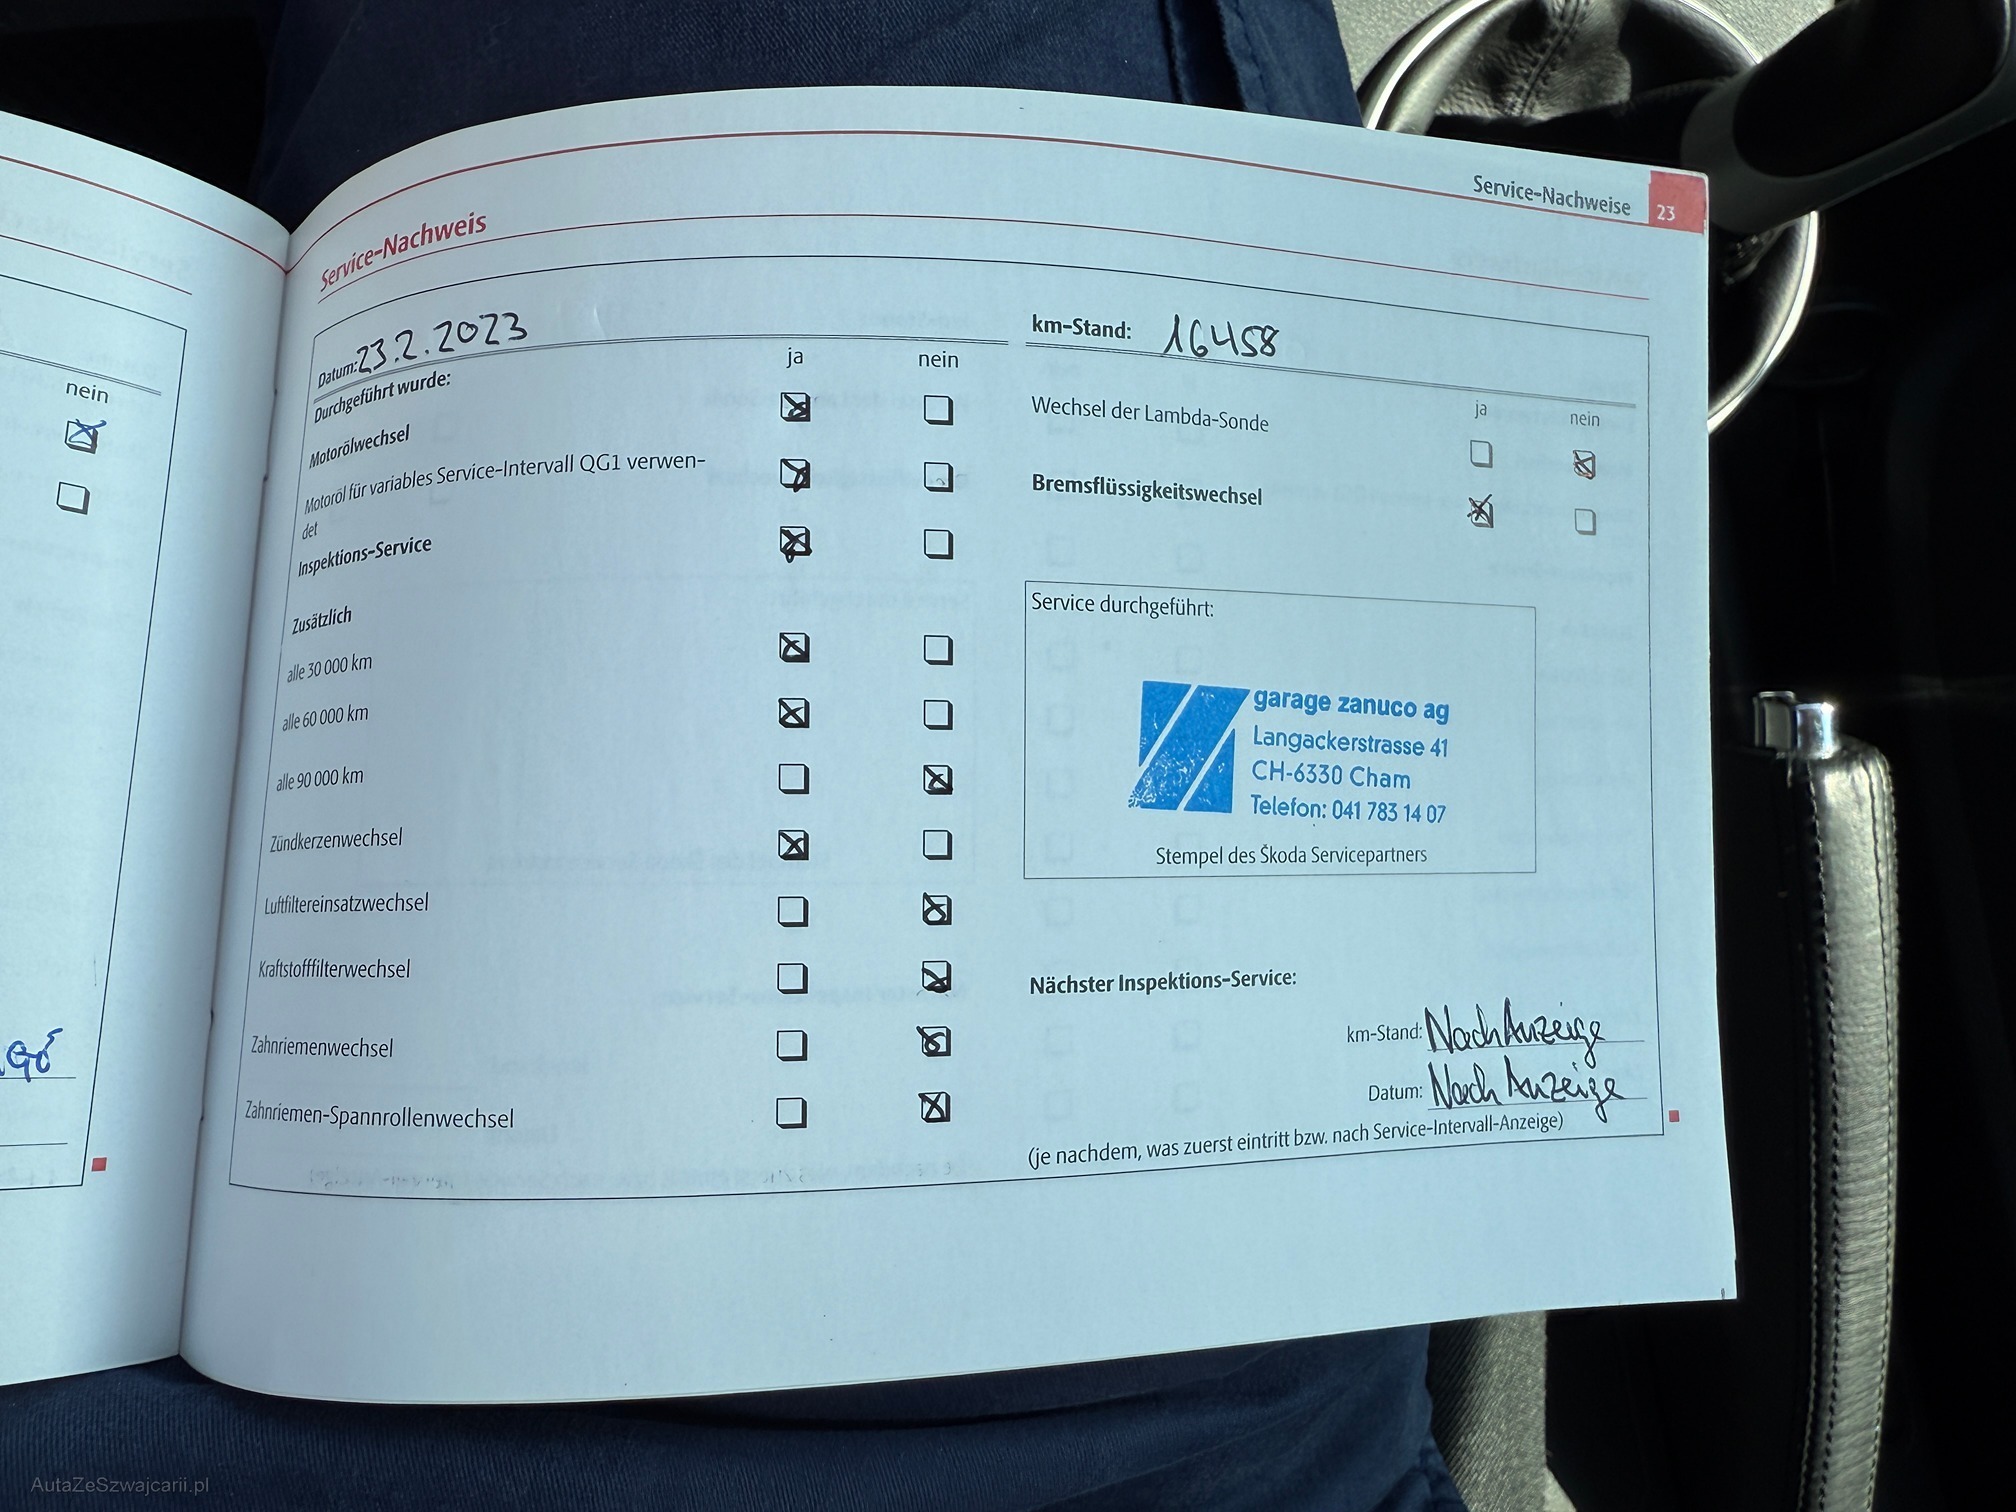 Service-Nachweise 23
Service-Nachweis
nein
Datum: 23.2.2023
Durchgeführt wurde:
ja nein
Motorölwechsel
Motoröl für variables Service-Intervall QG1 verwen-
det
Inspektions-Service
Zusätzlich
alle 30 000 km
alle 60 000 km
alle 90 000 km
Zündkerzenwechsel
Luftfiltereinsatzwechsel
Kraftstofffilterwechsel
Zahnriemenwechsel
Zahnriemen-Spannrollenwechsel
km-Stand: 16458
ja nein
Wechsel der Lambda-Sonde
Bremsflüssigkeitswechsel
Service durchgeführt:
garage zanuco ag
Langackerstrasse 41
CH-6330 Cham
Telefon: 041 783 14 07
Stempel des Škoda Servicepartners
Nächster Inspektions-Service:
km-Stand: Nach Anzeige
Datum: Nach Anzeige
(je nachdem, was zuerst eintritt bzw. nach Service-Intervall-Anzeige)
AutaZeSzwajcarii.pl